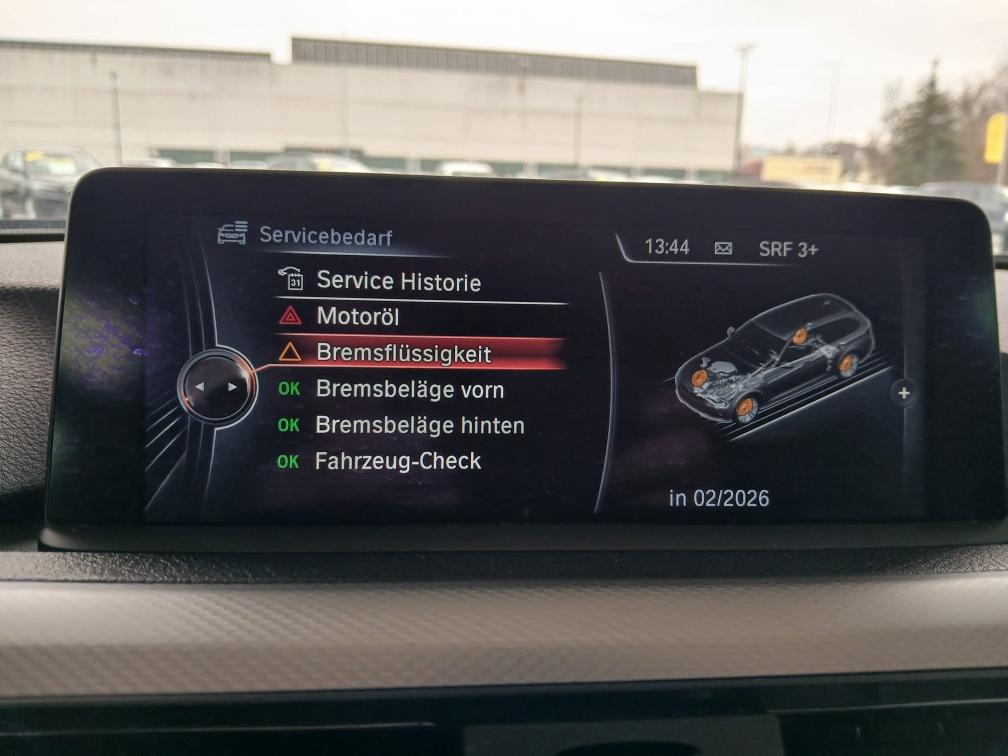 Servicebedarf
13:44 SRF 3+
Service Historie
31
Motoröl
Bremsflüssigkeit
OK Bremsbeläge vorn
OK Bremsbeläge hinten
OK Fahrzeug-Check
in 02/2026